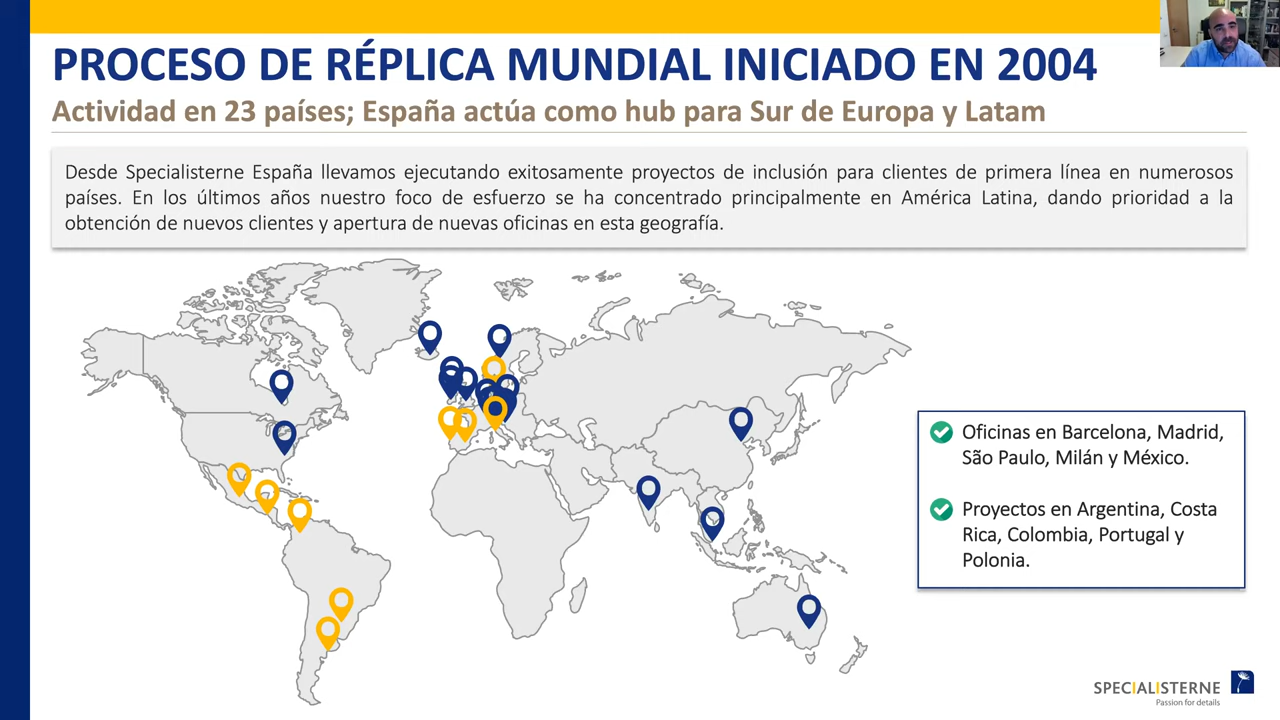 PROCESO DE RÉPLICA MUNDIAL INICIADO EN 2004
Actividad en 23 países; España actúa como hub para Sur de Europa y Latam
Desde Specialisterne España llevamos ejecutando exitosamente proyectos de inclusión para clientes de primera línea en numerosos
países. En los últimos años nuestro foco de esfuerzo se ha concentrado principalmente en América Latina, dando prioridad a la
obtención de nuevos clientes y apertura de nuevas oficinas en esta geografía.
Oficinas en Barcelona, Madrid,
São Paulo, Milán y México.
Proyectos en Argentina, Costa
Rica, Colombia, Portugal y
Polonia.
SPECIALISTERNE
Passion for details